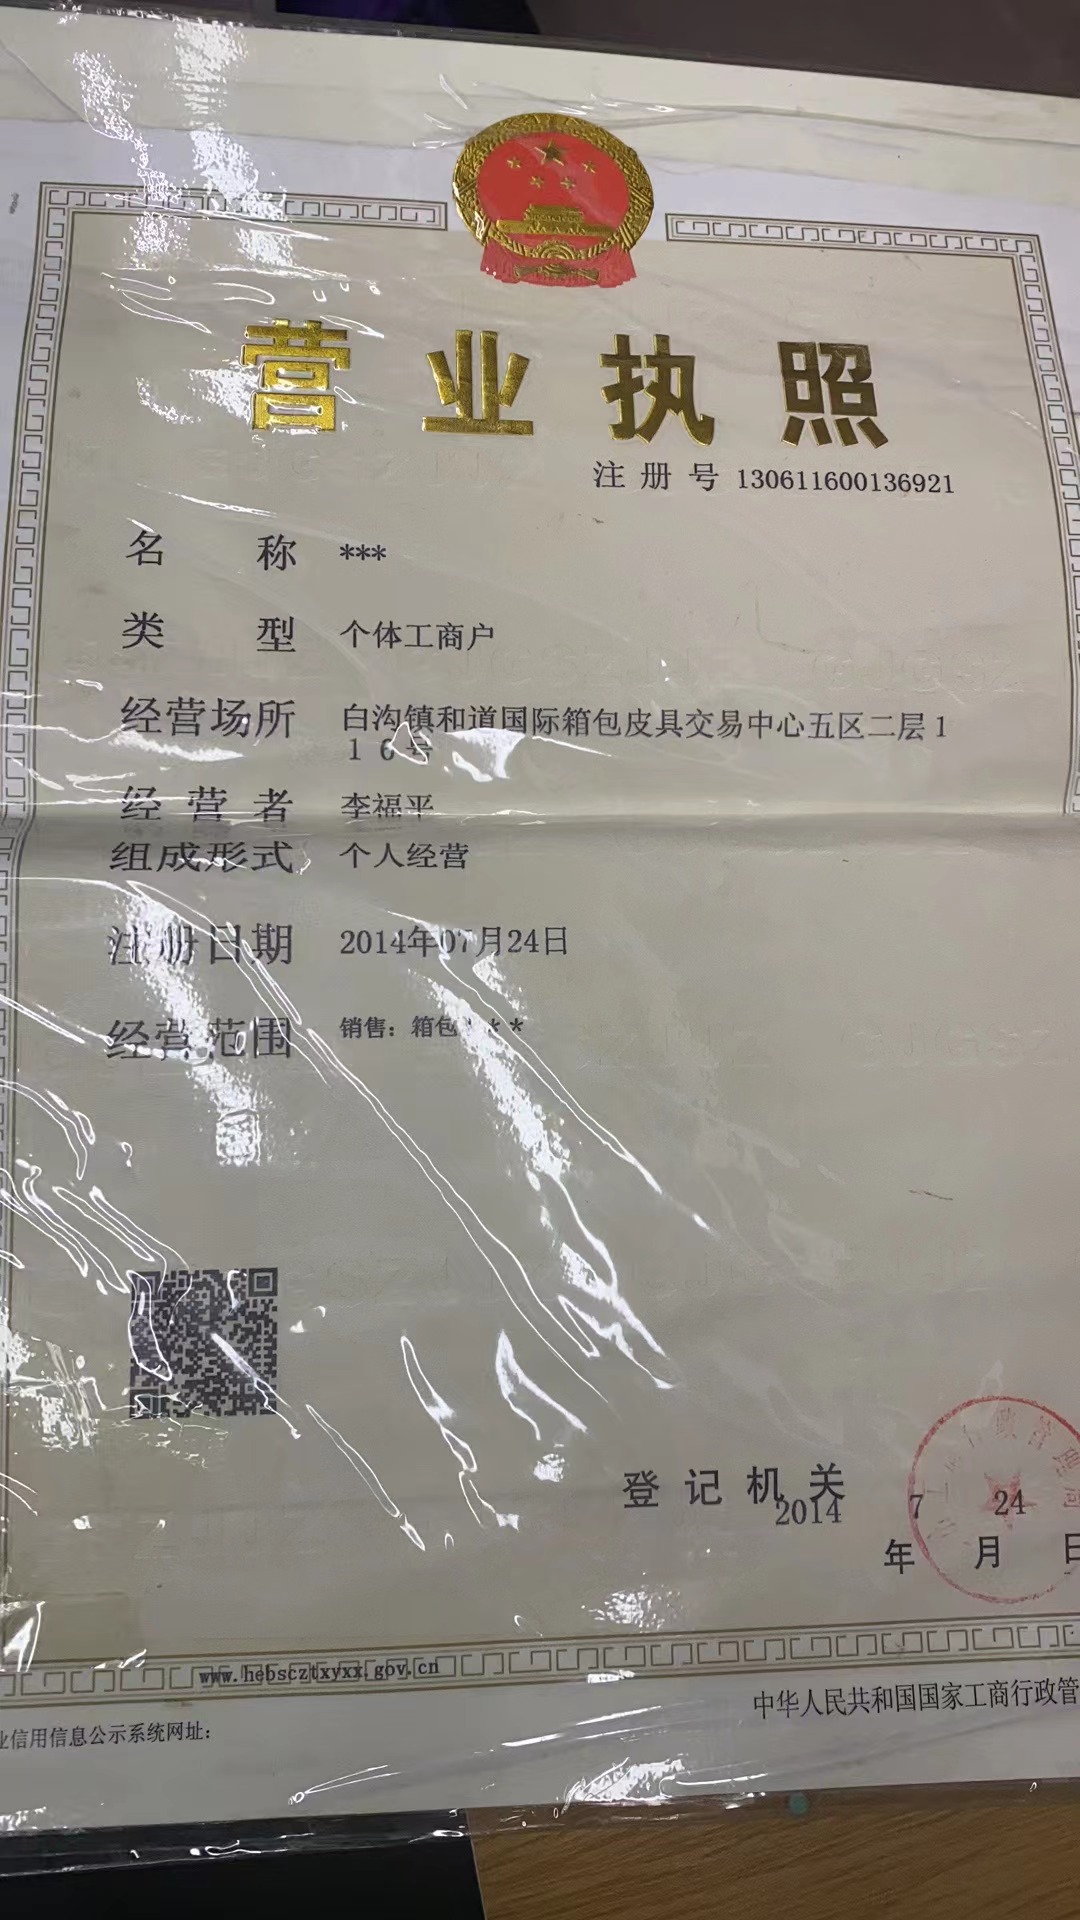 营业执照
注册号 130611600136921
名称 ***
类型 个体工商户
经营场所 白沟镇和道国际箱包皮具交易中心五区二层1
16号
经营者 李福平
组成形式 个人经营
注册日期 2014年07月24日
经营范围 销售：箱包***
登记机关
2014 7 24
年 月 日
行政管理局
www.hebscztxyxx.gov.cn
业信用信息公示系统网址：
中华人民共和国国家工商行政管